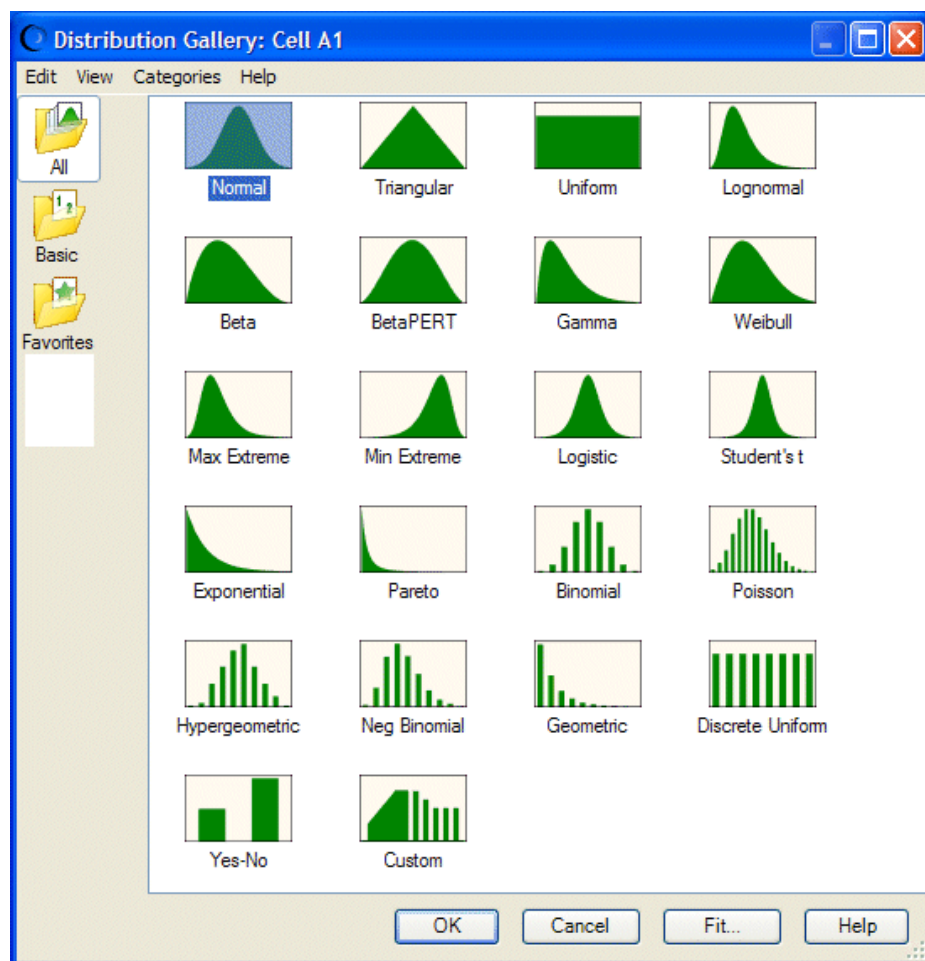 Distribution Gallery: Cell A1
Edit View Categories Help
All
Basic
Favorites
Normal Triangular Uniform Lognormal
Beta BetaPERT Gamma Weibull
Max Extreme Min Extreme Logistic Student's t
Exponential Pareto Binomial Poisson
Hypergeometric Neg Binomial Geometric Discrete Uniform
Yes-No Custom
OK Cancel Fit... Help